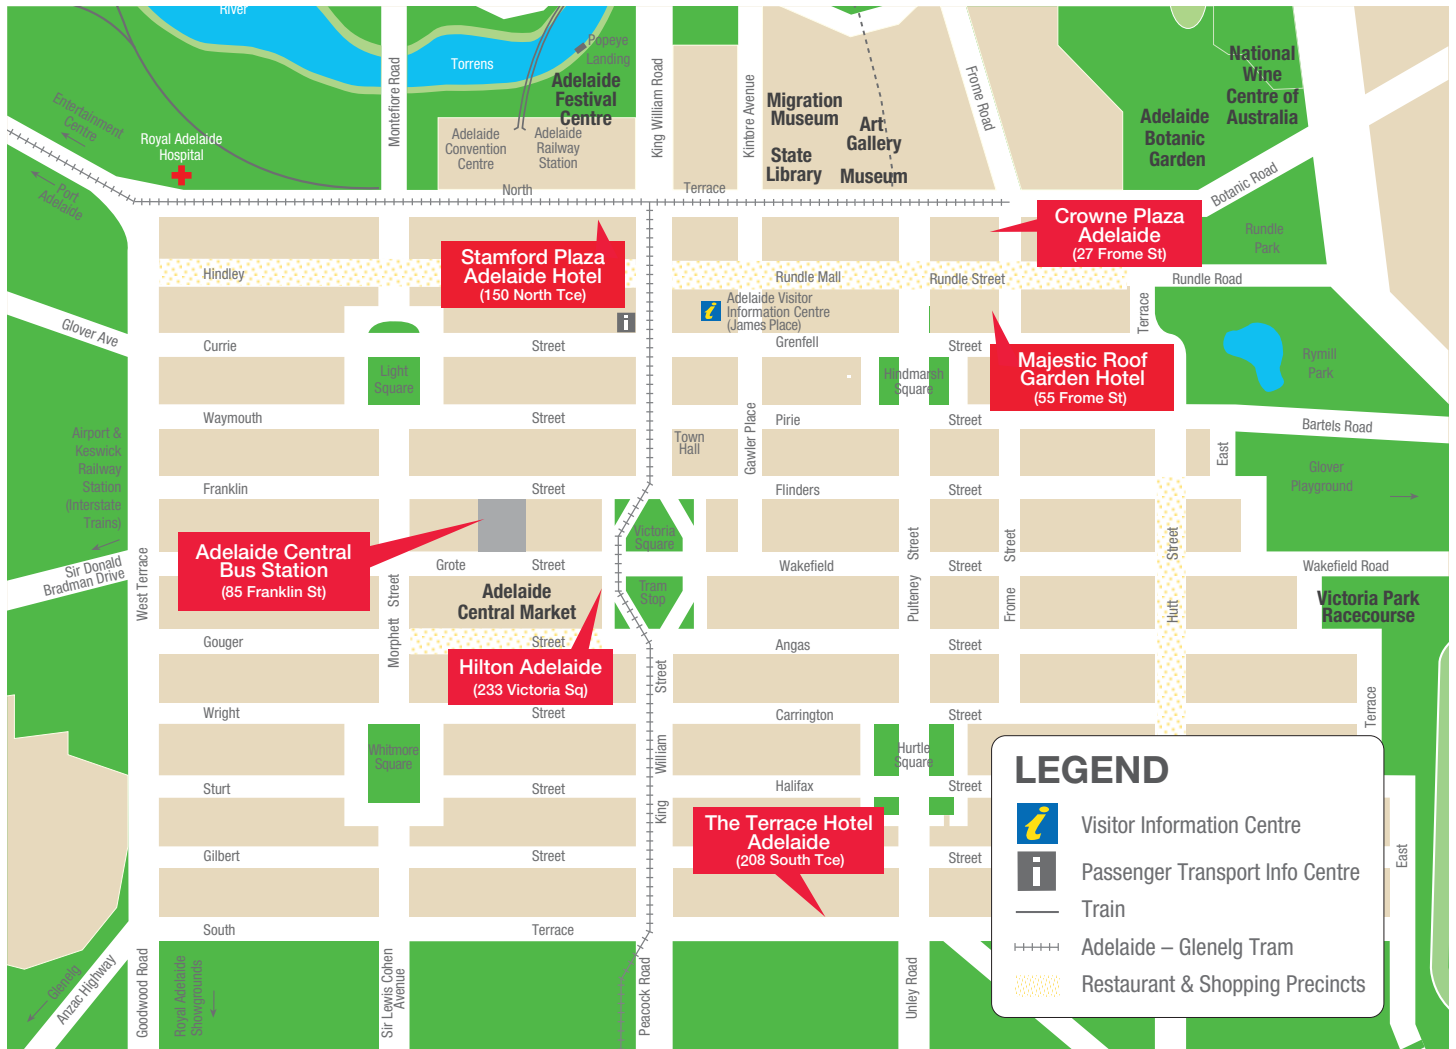 River
Torrens
Popeye
Landing
Adelaide
Festival
Centre
Montefiore Road
King William Road
Kintore Avenue
Frome Road
Migration
Museum
Art
Gallery
State
Library
Museum
National
Wine
Centre of
Australia
Adelaide
Botanic
Garden
Botanic Road
Entertainment
Centre
Royal Adelaide
Hospital
Port
Adelaide
Adelaide
Convention
Centre
Adelaide
Railway
Station
North
Terrace
Stamford Plaza
Adelaide Hotel
(150 North Tce)
Crowne Plaza
Adelaide
(27 Frome St)
Rundle
Park
Hindley
Rundle Mall
Rundle Street
Rundle Road
Adelaide Visitor
Information Centre
(James Place)
Terrace
Glover Ave
Currie
Street
Grenfell
Street
Light
Square
Hindmarsh
Square
Majestic Roof
Garden Hotel
(55 Frome St)
Rymill
Park
Waymouth
Street
Pirie
Street
Bartels Road
Town
Hall
Gawler Place
East
Airport &
Keswick
Railway
Station
(Interstate
Trains)
Glover
Playground
Franklin
Street
Flinders
Street
Victoria
Square
Adelaide Central
Bus Station
(85 Franklin St)
Sir Donald
Bradman Drive
West Terrace
Grote
Street
Wakefield
Street
Wakefield Road
Pulteney
Street
Frome
Street
Hutt
Street
Morphett
Street
Adelaide
Central Market
Tram
Stop
Victoria Park
Racecourse
Gouger
Street
Angas
Street
Hilton Adelaide
(233 Victoria Sq)
King
William
Street
Wright
Street
Carrington
Street
Terrace
Whitmore
Square
Hurtle
Square
Sturt
Street
Halifax
Street
The Terrace Hotel
Adelaide
(208 South Tce)
Gilbert
Street
Street
East
South
Terrace
Glenelg
Anzac Highway
Goodwood Road
Royal Adelaide
Showgrounds
Sir Lewis Cohen
Avenue
Peacock Road
Unley Road
LEGEND
i
Visitor Information Centre
i
Passenger Transport Info Centre
Train
Adelaide – Glenelg Tram
Restaurant & Shopping Precincts